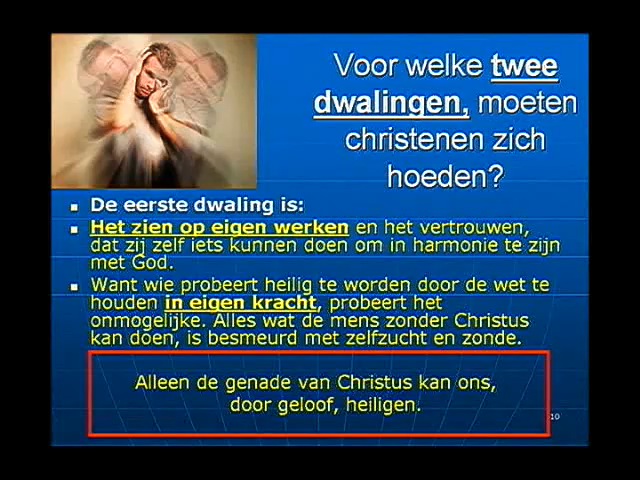 Voor welke twee
dwalingen, moeten
christenen zich
hoeden?
De eerste dwaling is:
Het zien op eigen werken en het vertrouwen,
dat zij zelf iets kunnen doen om in harmonie te zijn
met God.
Want wie probeert heilig te worden door de wet te
houden in eigen kracht, probeert het
onmogelijke. Alles wat de mens zonder Christus
kan doen, is besmeurd met zelfzucht en zonde.
Alleen de genade van Christus kan ons,
door geloof, heiligen.
10